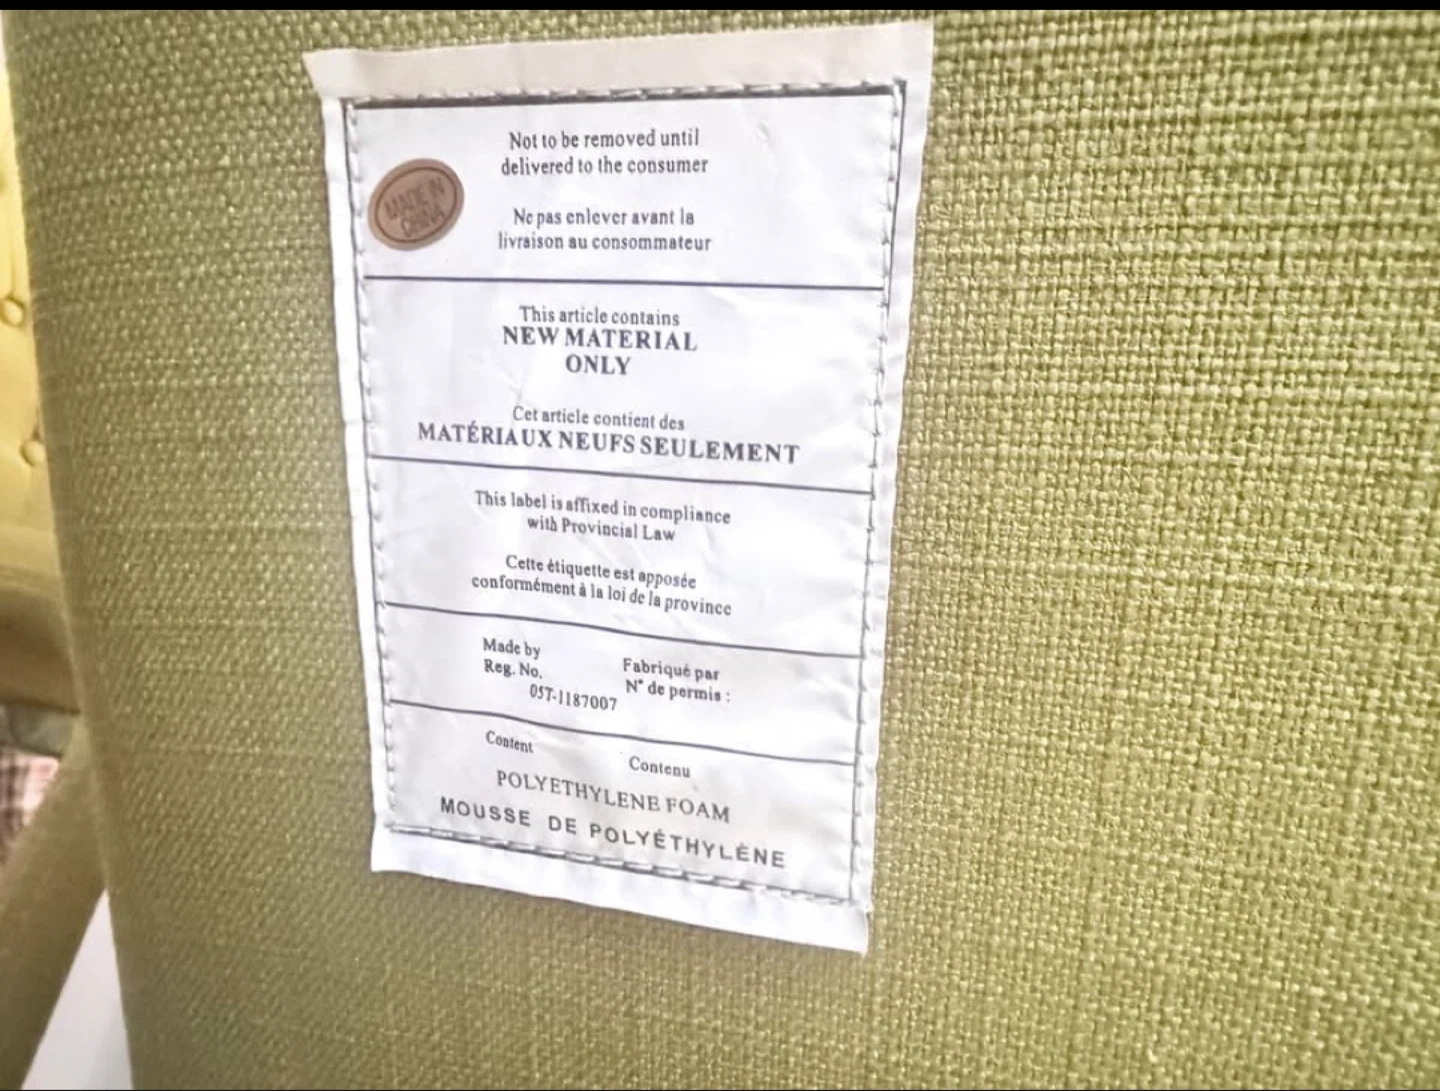 Not to be removed until
delivered to the consumer
MADE IN
CHINA
Ne pas enlever avant la
livraison au consommateur
This article contains
NEW MATERIAL
ONLY
Cet article contient des
MATÉRIAUX NEUFS SEULEMENT
This label is affixed in compliance
with Provincial Law
Cette étiquette est apposée
conformément à la loi de la province
Made by
Reg. No.
05T-1187007
Fabriqué par
N° de permis :
Content
Contenu
POLYETHYLENE FOAM
MOUSSE DE POLYÉTHYLÈNE